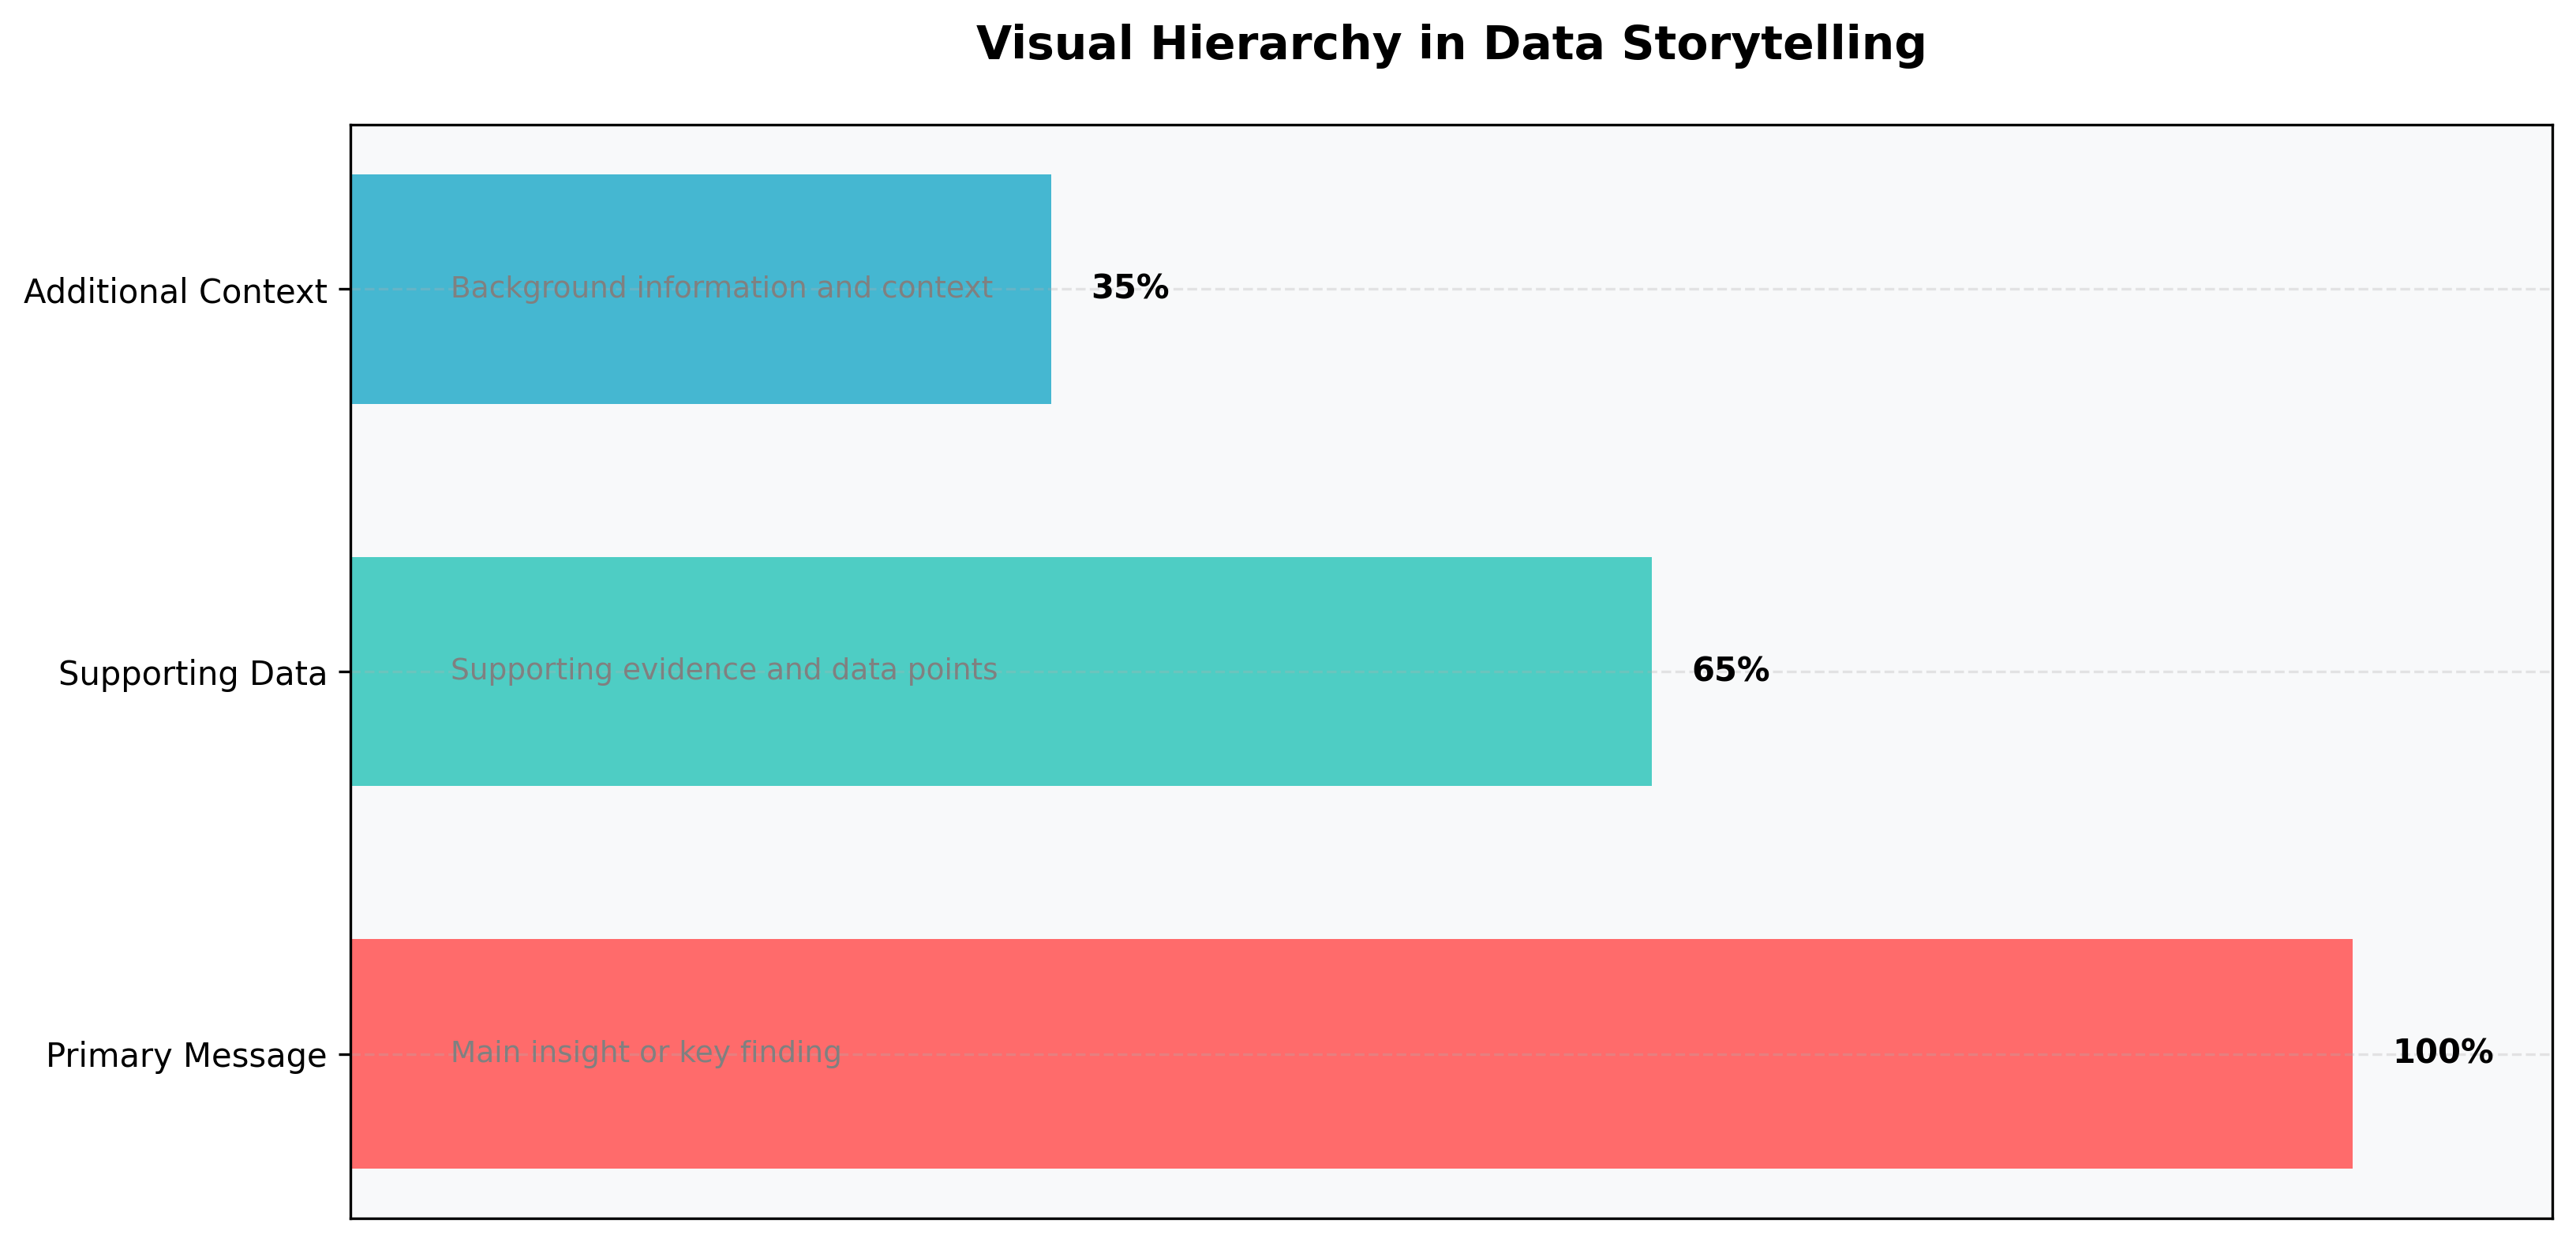 Visual Hierarchy in Data Storytelling
Additional Context
Background information and context
35%
Supporting Data
Supporting evidence and data points
65%
Primary Message
Main insight or key finding
100%